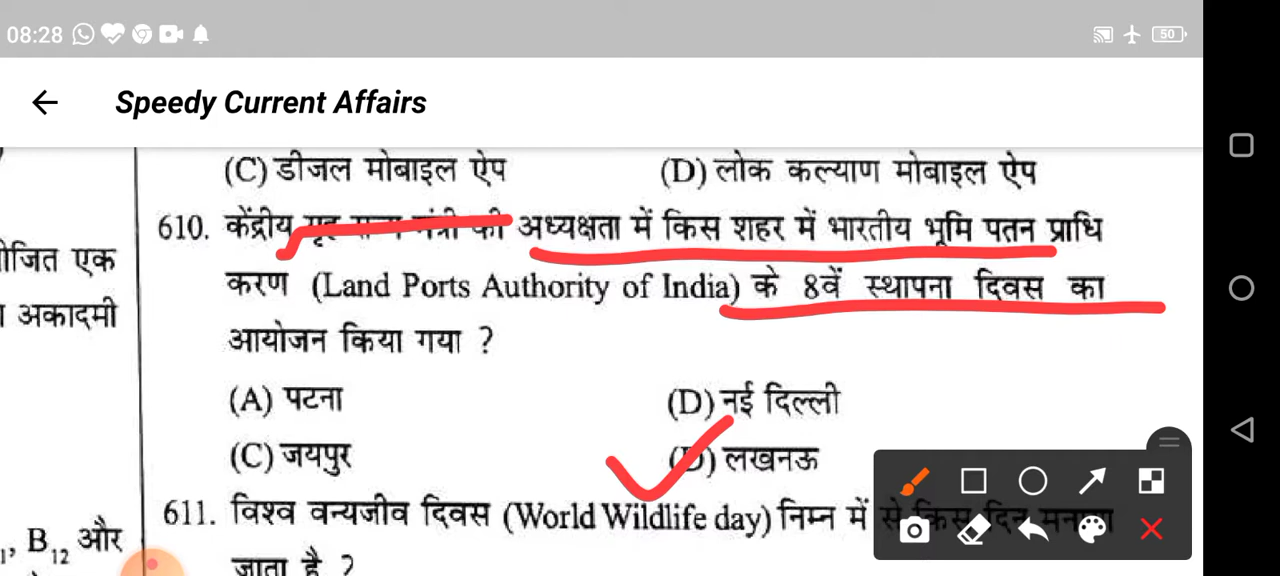 08:28
50
Speedy Current Affairs
(C) डीजल मोबाइल ऐप (D) लोक कल्याण मोबाइल ऐप
610. केंद्रीय गृह राज्य मंत्री की अध्यक्षता में किस शहर में भारतीय भूमि पतन प्राधि
करण (Land Ports Authority of India) के 8वें स्थापना दिवस का
आयोजन किया गया ?
(A) पटना (D) नई दिल्ली
(C) जयपुर (D) लखनऊ
611. विश्व वन्यजीव दिवस (World Wildlife day) निम्न में से किस दिन मनाया
जाता है ?
योजित एक
अकादमी
B12 और